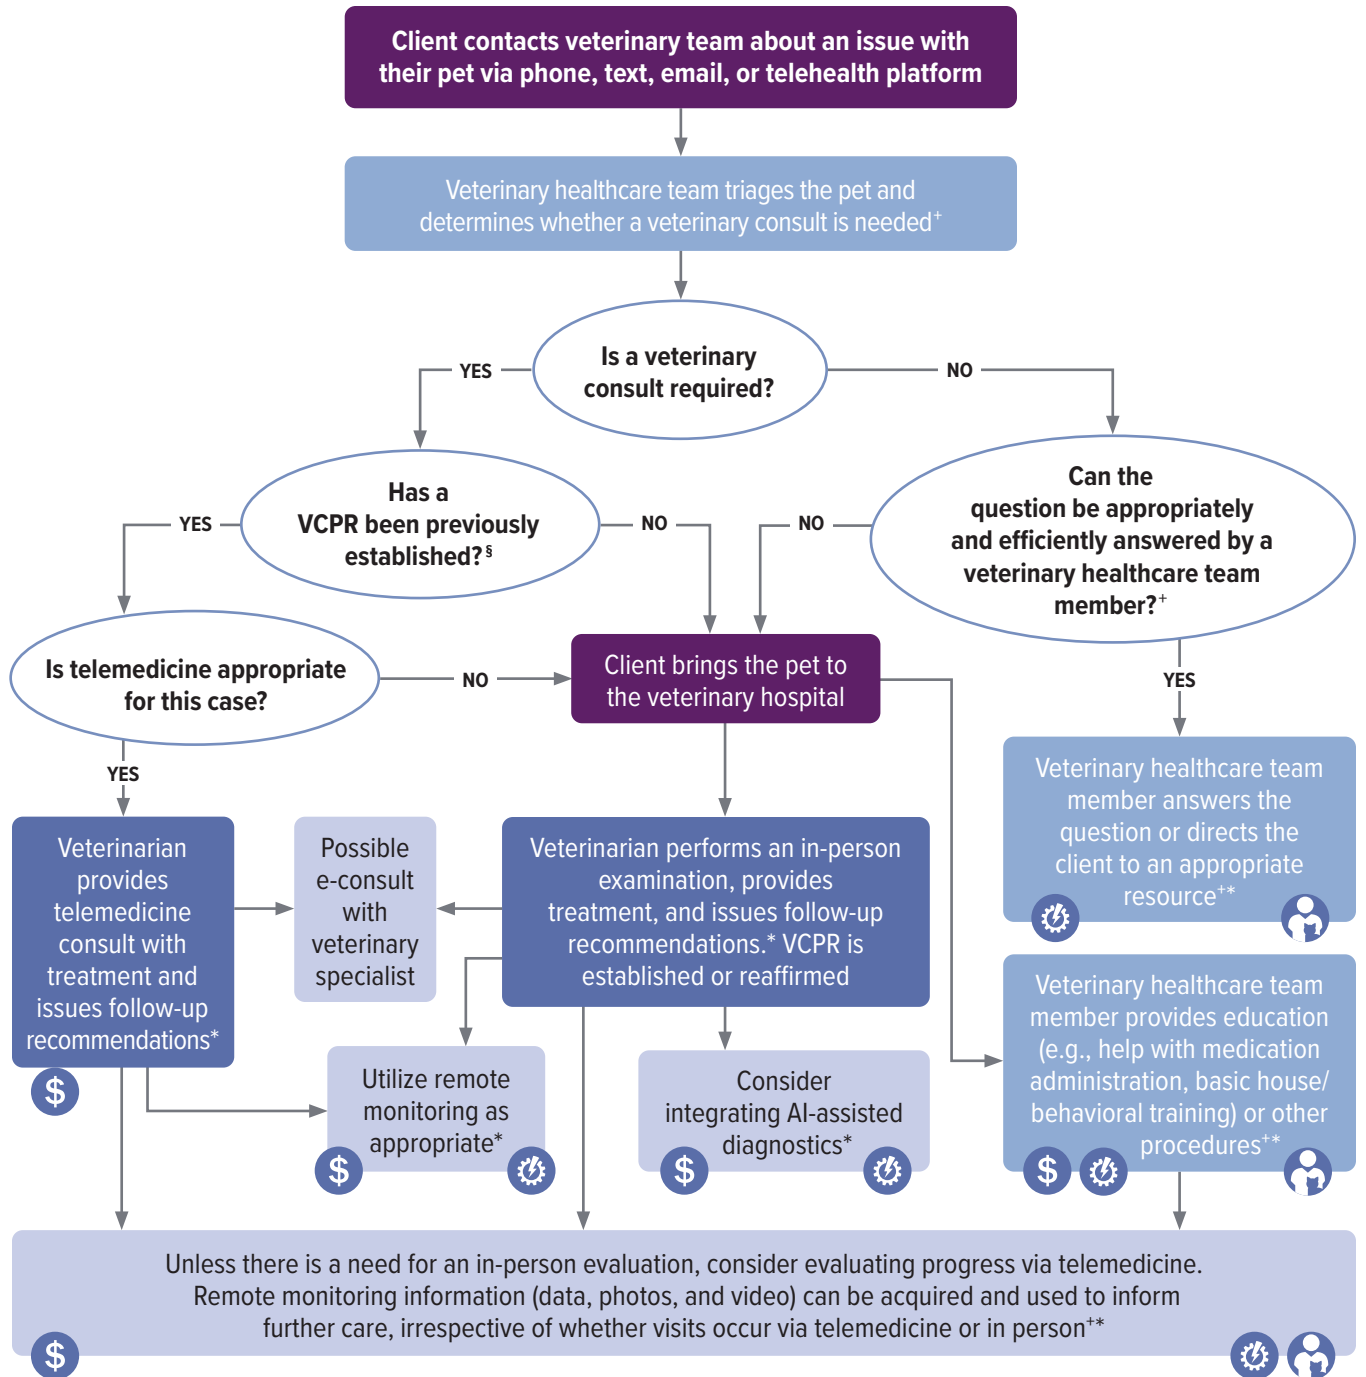 Client contacts veterinary team about an issue with
their pet via phone, text, email, or telehealth platform
Veterinary healthcare team triages the pet and
determines whether a veterinary consult is needed+
Is a veterinary
consult required?
YES
NO
Has a
VCPR been previously
established?§
Can the
question be appropriately
and efficiently answered by a
veterinary healthcare team
member?+
YES
NO
NO
Is telemedicine appropriate
for this case?
NO
Client brings the pet to
the veterinary hospital
YES
YES
Veterinary healthcare team
member answers the
question or directs the
client to an appropriate
resource+*
Veterinarian
provides
telemedicine
consult with
treatment and
issues follow-up
recommendations*
$
Possible
e-consult
with
veterinary
specialist
Veterinarian performs an in-person
examination, provides
treatment, and issues follow-up
recommendations.* VCPR is
established or reaffirmed
Veterinary healthcare team
member provides education
(e.g., help with medication
administration, basic house/
behavioral training) or other
procedures+*
$
Utilize remote
monitoring as
appropriate*
$
Consider
integrating AI-assisted
diagnostics*
$
Unless there is a need for an in-person evaluation, consider evaluating progress via telemedicine.
Remote monitoring information (data, photos, and video) can be acquired and used to inform
further care, irrespective of whether visits occur via telemedicine or in person+*
$